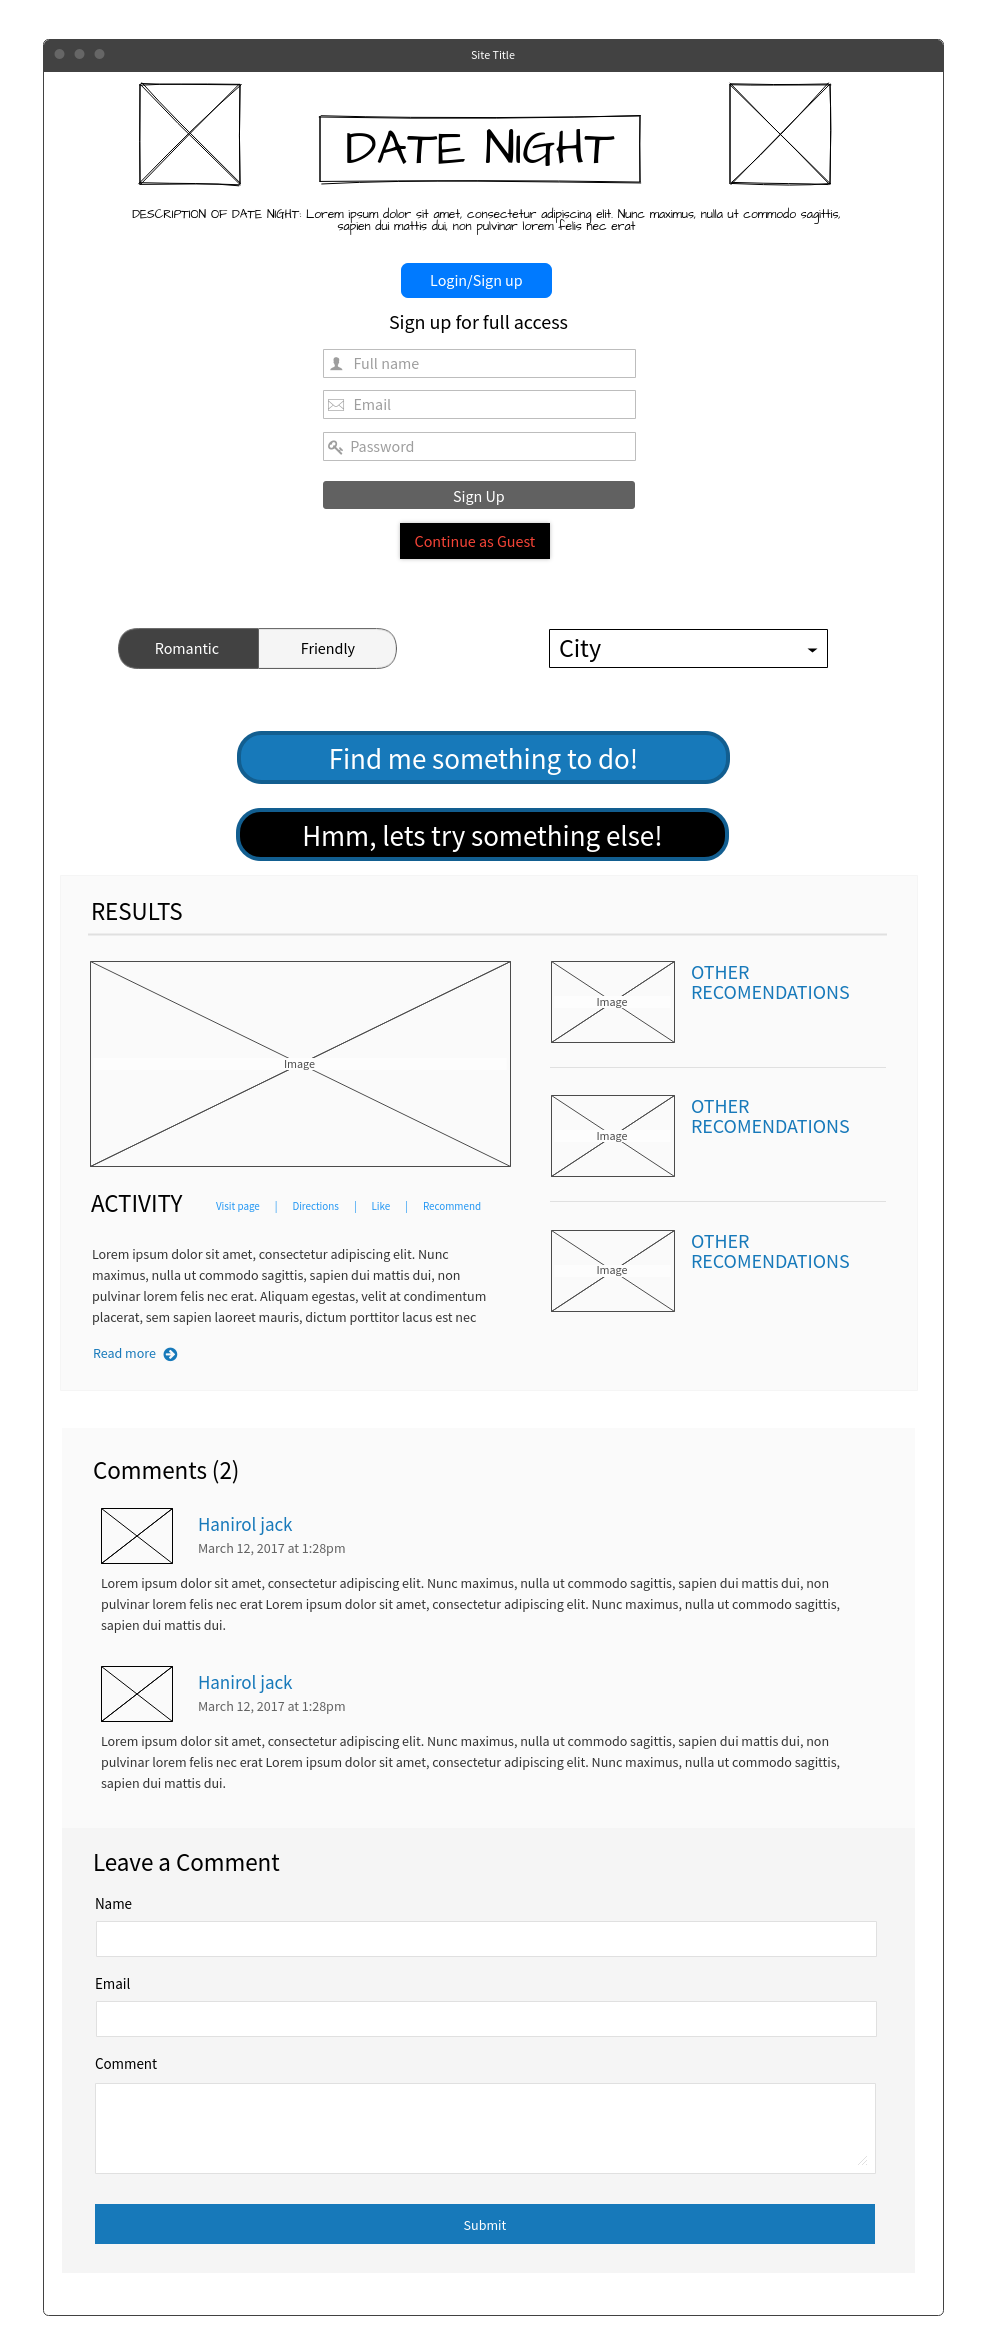 Site Title
DATE NIGHT
DESCRIPTION OF DATE NIGHT: Lorem ipsum dolor sit amet, consectetur adipiscing elit. Nunc maximus, nulla ut commodo sagittis,
sapien dui mattis dui, non pulvinar lorem felis nec erat
Login/Sign up
Sign up for full access
Full name
Email
Password
Sign Up
Continue as Guest
Romantic
Friendly
City
Find me something to do!
Hmm, lets try something else!
RESULTS
Image
Image
OTHER
RECOMENDATIONS
Image
OTHER
RECOMENDATIONS
Image
OTHER
RECOMENDATIONS
ACTIVITY
Visit page | Directions | Like | Recommend
Lorem ipsum dolor sit amet, consectetur adipiscing elit. Nunc
maximus, nulla ut commodo sagittis, sapien dui mattis dui, non
pulvinar lorem felis nec erat. Aliquam egestas, velit at condimentum
placerat, sem sapien laoreet mauris, dictum porttitor lacus est nec
Read more
Comments (2)
Hanirol jack
March 12, 2017 at 1:28pm
Lorem ipsum dolor sit amet, consectetur adipiscing elit. Nunc maximus, nulla ut commodo sagittis, sapien dui mattis dui, non
pulvinar lorem felis nec erat Lorem ipsum dolor sit amet, consectetur adipiscing elit. Nunc maximus, nulla ut commodo sagittis,
sapien dui mattis dui.
Hanirol jack
March 12, 2017 at 1:28pm
Lorem ipsum dolor sit amet, consectetur adipiscing elit. Nunc maximus, nulla ut commodo sagittis, sapien dui mattis dui, non
pulvinar lorem felis nec erat Lorem ipsum dolor sit amet, consectetur adipiscing elit. Nunc maximus, nulla ut commodo sagittis,
sapien dui mattis dui.
Leave a Comment
Name
Email
Comment
Submit